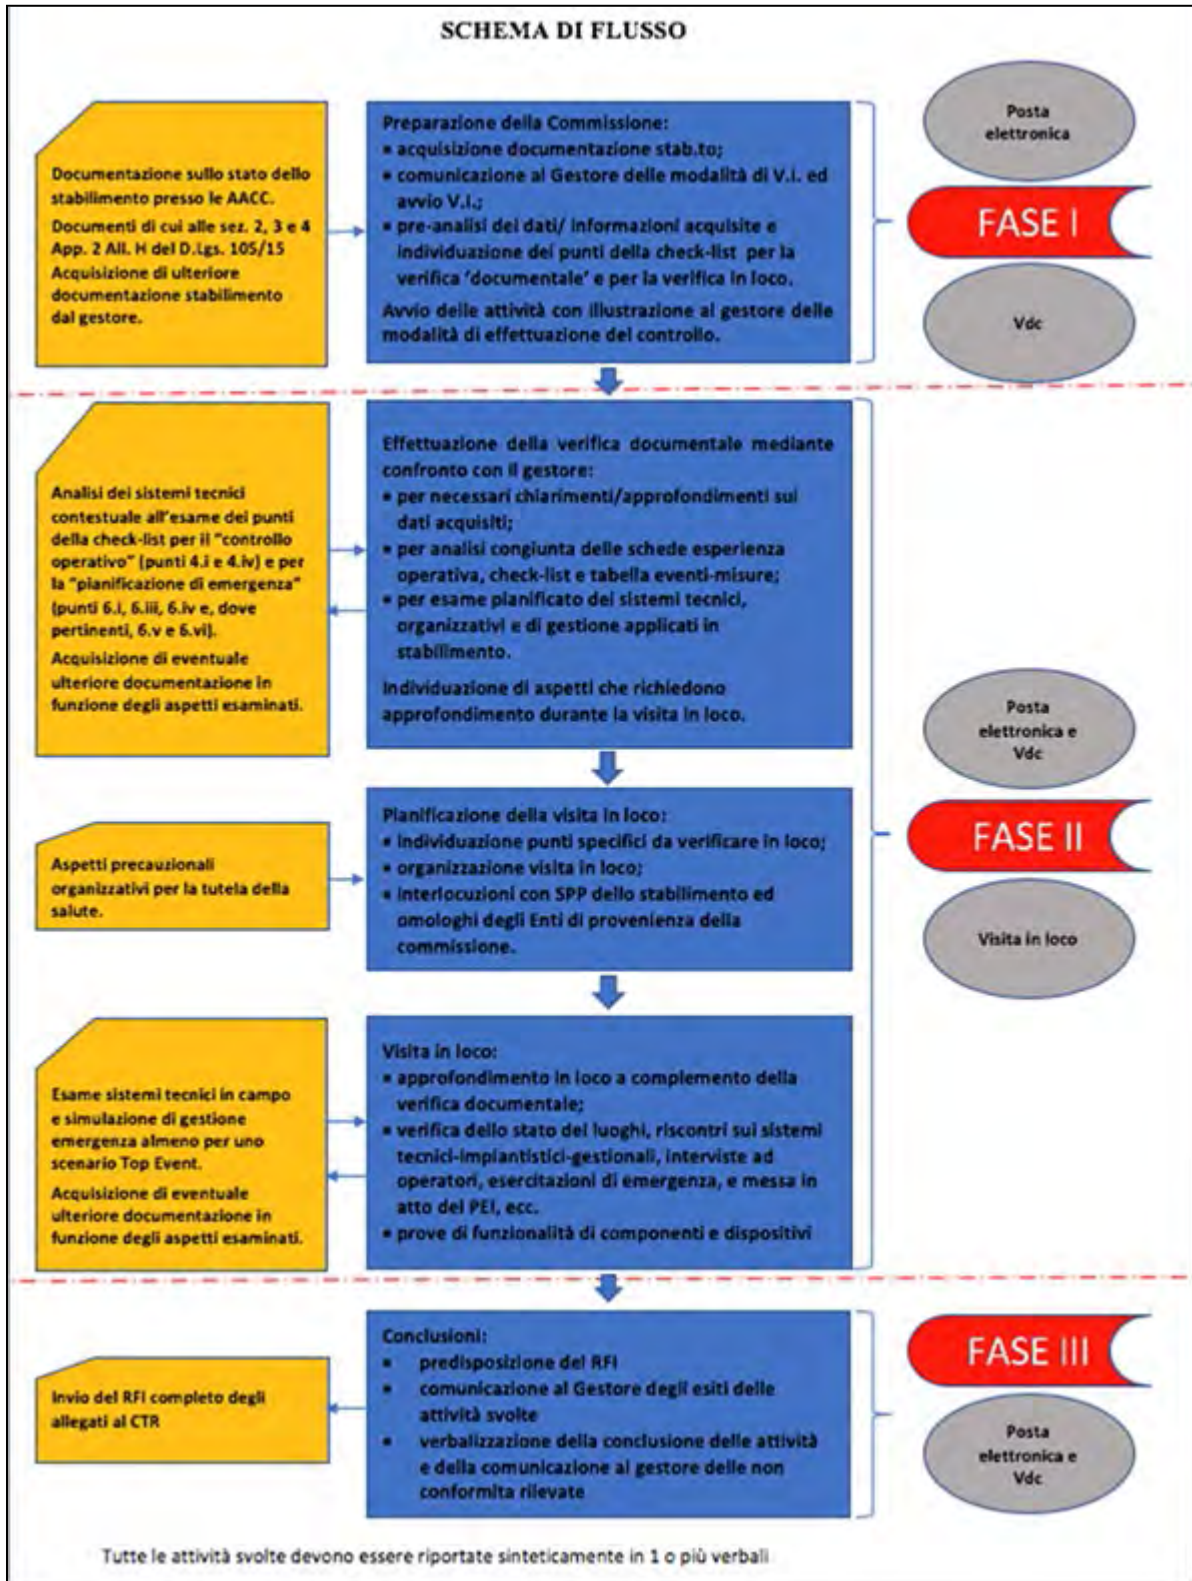 SCHEMA DI FLUSSO
Documentazione sullo stato dello
stabilimento presso le AACC.
Documenti di cui alle sez. 2, 3 e 4
App. 2 All. H del D.Lgs. 105/15
Acquisizione di ulteriore
documentazione stabilimento
dal gestore.
Preparazione della Commissione:
▪ acquisizione documentazione stab.to;
▪ comunicazione al Gestore delle modalità di V.I. ed
avvio V.I.;
▪ pre-analisi dei dati/ informazioni acquisite e
individuazione dei punti della check-list per la
verifica ‘documentale’ e per la verifica in loco.
Avvio delle attività con illustrazione al gestore delle
modalità di effettuazione del controllo.
Posta
elettronica
FASE I
Vdc
Analisi dei sistemi tecnici
contestuale all’esame dei punti
della check-list per il “controllo
operativo” (punti 4.i e 4.iv) e per
la “pianificazione di emergenza”
(punti 6.i, 6.iii, 6.iv e, dove
pertinenti, 6.v e 6.vi).
Acquisizione di eventuale
ulteriore documentazione in
funzione degli aspetti esaminati.
Effettuazione della verifica documentale mediante
confronto con il gestore:
▪ per necessari chiarimenti/approfondimenti sui
dati acquisiti;
▪ per analisi congiunta delle schede esperienza
operativa, check-list e tabella eventi-misure;
▪ per esame pianificato dei sistemi tecnici,
organizzativi e di gestione applicati in
stabilimento.
Individuazione di aspetti che richiedono
approfondimento durante la visita in loco.
Aspetti precauzionali
organizzativi per la tutela della
salute.
Pianificazione della visita in loco:
▪ individuazione punti specifici da verificare in loco;
▪ organizzazione visita in loco;
▪ interlocuzioni con SPP dello stabilimento ed
omologhi degli Enti di provenienza della
commissione.
Posta
elettronica e
Vdc
FASE II
Visita in loco
Esame sistemi tecnici in campo
e simulazione di gestione
emergenza almeno per uno
scenario Top Event.
Acquisizione di eventuale
ulteriore documentazione in
funzione degli aspetti esaminati.
Visita in loco:
▪ approfondimento in loco a complemento della
verifica documentale;
▪ verifica dello stato dei luoghi, riscontri sui sistemi
tecnici-impiantistici-gestionali, interviste ad
operatori, esercitazioni di emergenza, e messa in
atto del PEI, ecc.
▪ prove di funzionalità di componenti e dispositivi
Invio del RFI completo degli
allegati al CTR
Conclusioni:
▪ predisposizione del RFI
▪ comunicazione al Gestore degli esiti delle
attività svolte
▪ verbalizzazione della conclusione delle attività
e della comunicazione al gestore delle non
conformita rilevate
FASE III
Posta
elettronica e
Vdc
Tutte le attività svolte devono essere riportate sinteticamente in 1 o più verbali